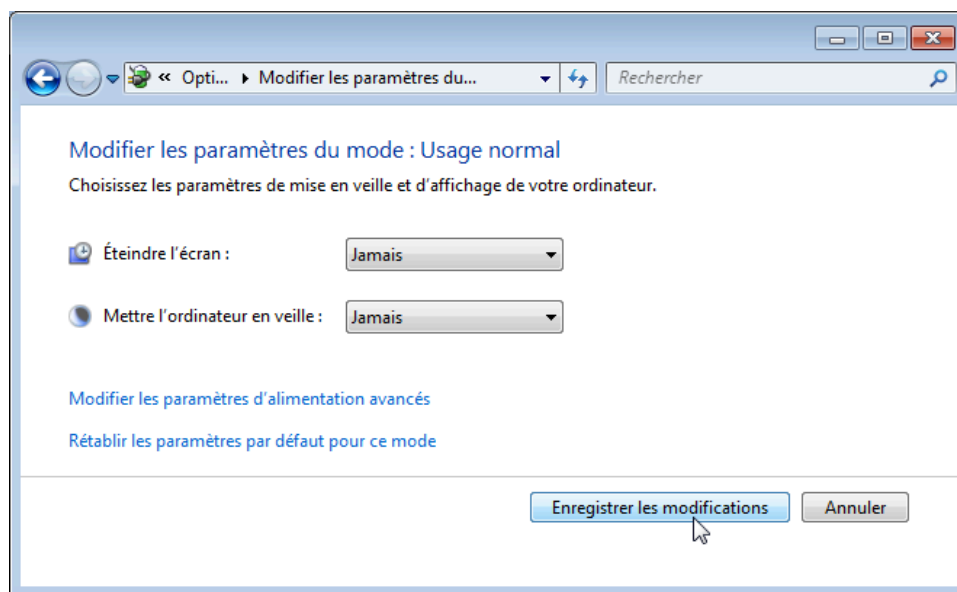 « Opti... Modifier les paramètres du... Rechercher
Modifier les paramètres du mode : Usage normal
Choisissez les paramètres de mise en veille et d'affichage de votre ordinateur.
Éteindre l'écran : Jamais
Mettre l'ordinateur en veille : Jamais
Modifier les paramètres d'alimentation avancés
Rétablir les paramètres par défaut pour ce mode
Enregistrer les modifications Annuler